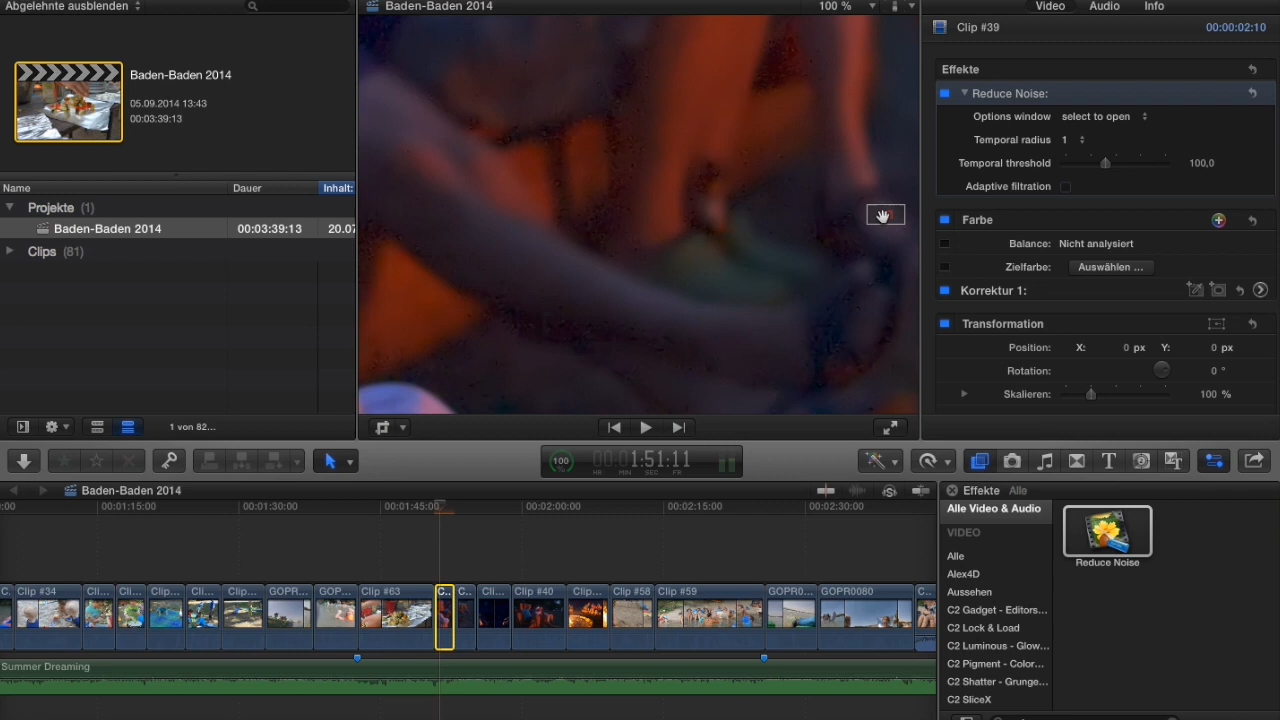 Abgelehnte ausblenden
Baden-Baden 2014
100 %
Video
Audio
Info
Clip #39
00:00:02:10
Baden-Baden 2014
05.09.2014 13:43
00:03:39:13
Effekte
Reduce Noise:
Options window
select to open
Temporal radius
1
Temporal threshold
100,0
Adaptive filtration
Name
Dauer
Inhalt:
Projekte (1)
Baden-Baden 2014
00:03:39:13
20.07
Clips (81)
Farbe
Balance:
Nicht analysiert
Zielfarbe:
Auswählen ...
Korrektur 1:
Transformation
Position:
X:
0 px
Y:
0 px
Rotation:
0 °
Skalieren:
100 %
1 von 82...
100
%
1:51:11
HR
MIN
SEC
FR
Baden-Baden 2014
Effekte
Alle
:00
00:01:15:00
00:01:30:00
00:01:45:00
00:02:00:00
00:02:15:00
00:02:30:00
Alle Video & Audio
VIDEO
Alle
Alex4D
Aussehen
C2 Gadget - Editors...
C2 Lock & Load
C2 Luminous - Glow...
C2 Pigment - Color...
C2 Shatter - Grunge...
C2 SliceX
Reduce Noise
C.
Clip #34
Cli...
Cli...
Clip...
Cli...
Clip...
GOPR...
GOP...
Clip #63
C..
C..
Cli...
Clip #40
Clip...
Clip #58
Clip #59
GOPR0...
GOPR0080
C..
Summer Dreaming